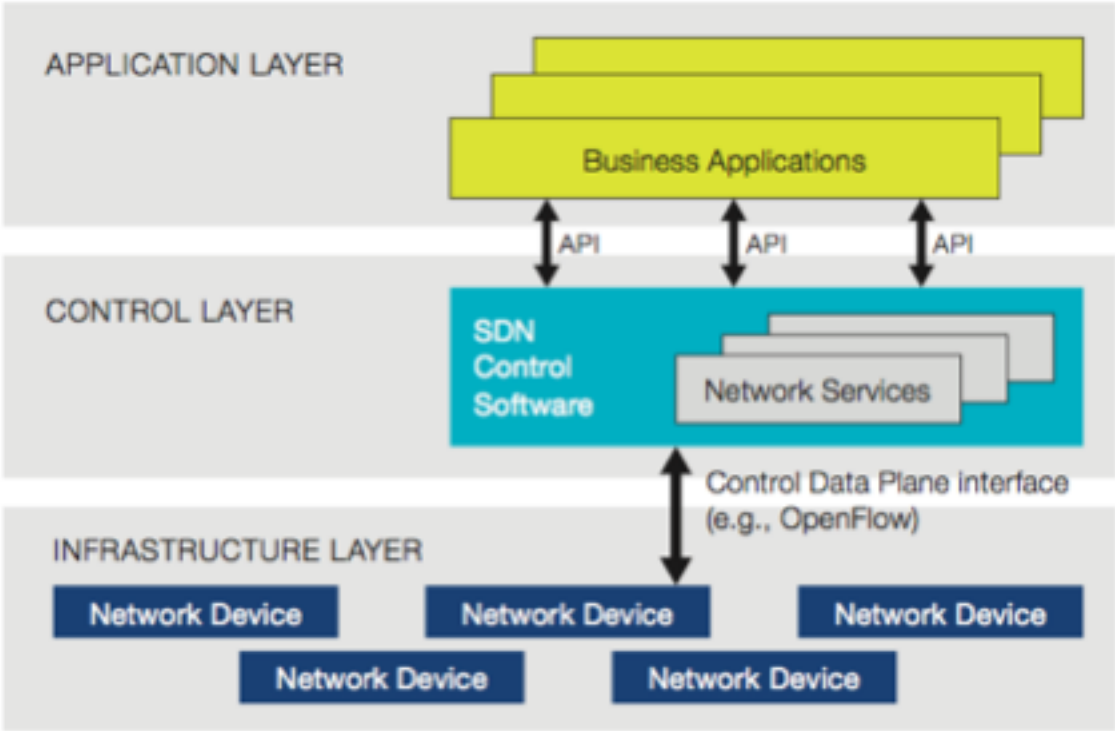 APPLICATION LAYER
Business Applications
API
API
API
CONTROL LAYER
SDN
Control
Software
Network Services
Control Data Plane interface
(e.g., OpenFlow)
INFRASTRUCTURE LAYER
Network Device
Network Device
Network Device
Network Device
Network Device